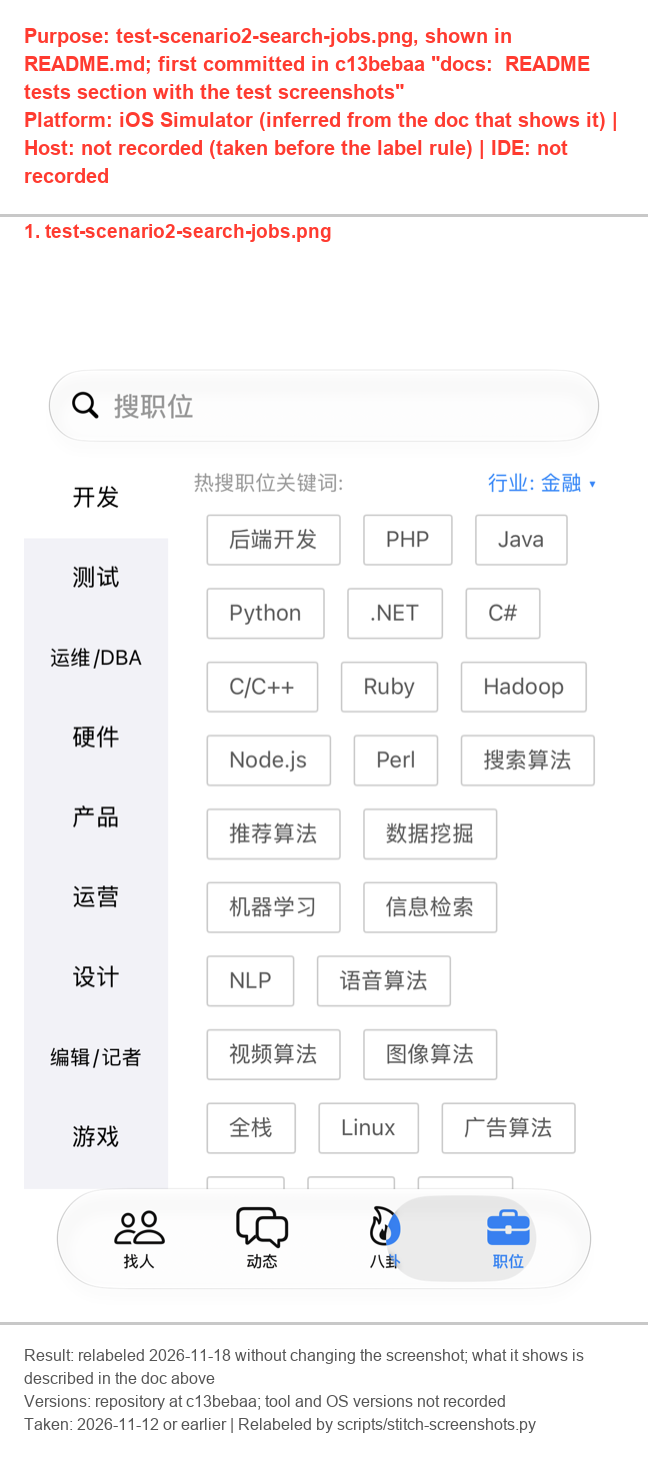 Purpose: test-scenario2-search-jobs.png, shown in
README.md; first committed in c13bebaa "docs:  README
tests section with the test screenshots"
Platform: iOS Simulator (inferred from the doc that shows it) |
Host: not recorded (taken before the label rule) | IDE: not
recorded
1. test-scenario2-search-jobs.png
搜职位
开发
测试
运维/DBA
硬件
产品
运营
设计
编辑/记者
游戏
热搜职位关键词:
行业: 金融 ▾
后端开发 PHP Java
Python .NET C#
C/C++ Ruby Hadoop
Node.js Perl 搜索算法
推荐算法 数据挖掘
机器学习 信息检索
NLP 语音算法
视频算法 图像算法
全栈 Linux 广告算法
找人 动态 八卦 职位
Result: relabeled 2026-11-18 without changing the screenshot; what it shows is
described in the doc above
Versions: repository at c13bebaa; tool and OS versions not recorded
Taken: 2026-11-12 or earlier | Relabeled by scripts/stitch-screenshots.py